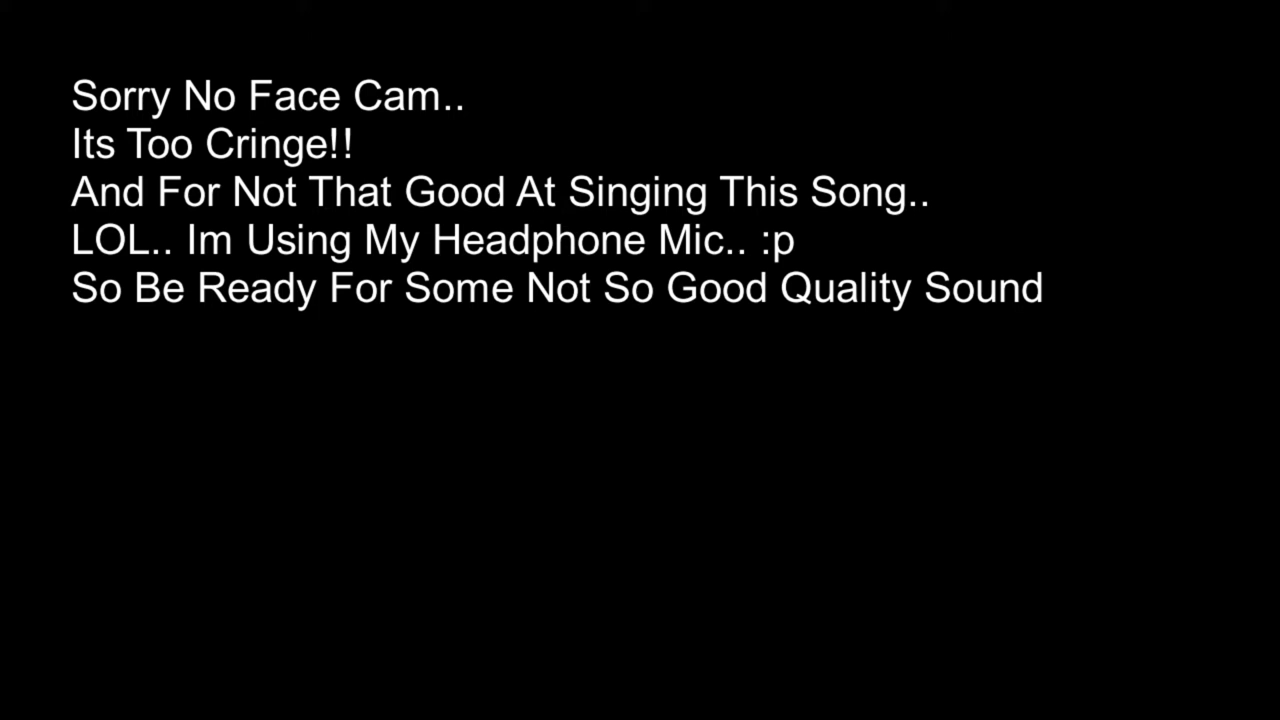 Sorry No Face Cam..
Its Too Cringe!!
And For Not That Good At Singing This Song..
LOL.. Im Using My Headphone Mic.. :p
So Be Ready For Some Not So Good Quality Sound